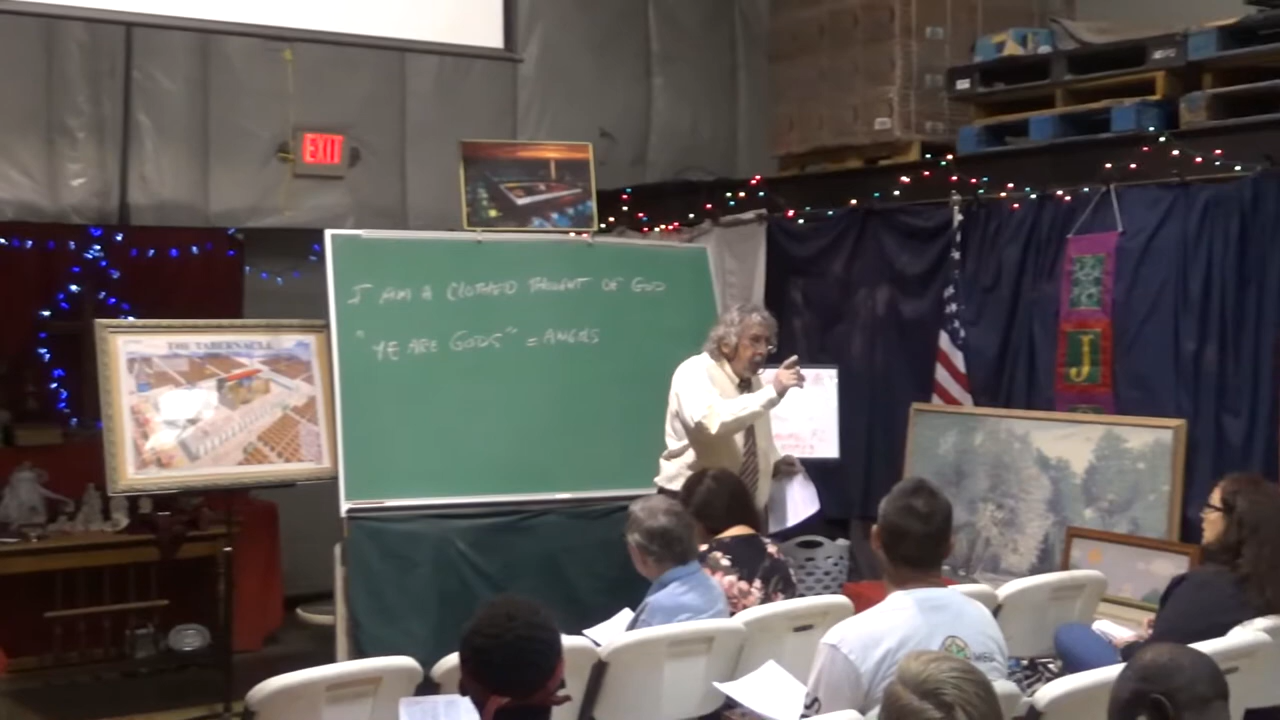 EXIT
I AM A CLOTHED THOUGHT OF GOD
"YE ARE GODS" = ANGELS
THE TABERNACLE
J